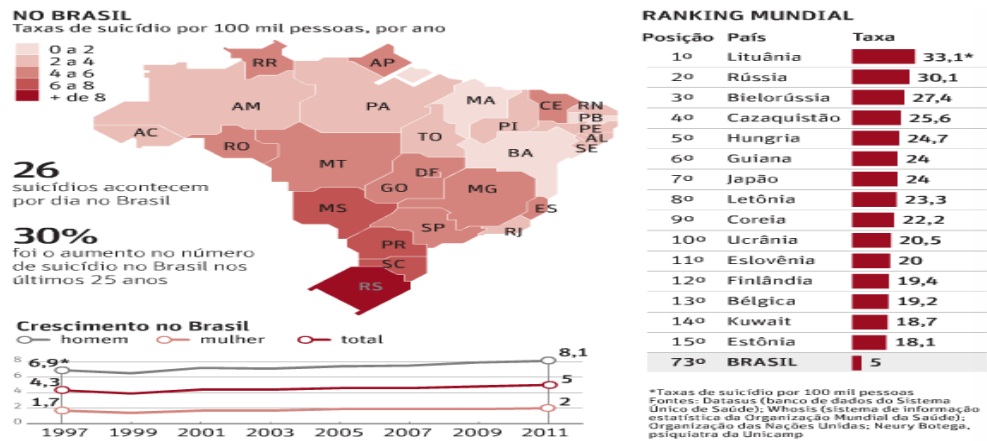 NO BRASIL
Taxas de suicídio por 100 mil pessoas, por ano
0 a 2
2 a 4
4 a 6
6 a 8
+ de 8
RR
AP
AM
PA
MA
CE
RN
PB
PE
AL
SE
PI
AC
TO
BA
RO
MT
DF
GO
MG
MS
ES
SP
RJ
PR
SC
RS
26
suicídios acontecem
por dia no Brasil
30%
foi o aumento no número
de suicídio no Brasil nos
últimos 25 anos
Crescimento no Brasil
homem mulher total
8
6
4
2
0
6,9*
4,3
1,7
8,1
5
2
1997 1999 2001 2003 2005 2007 2009 2011
RANKING MUNDIAL
Posição País Taxa
1º Lituânia 33,1*
2º Rússia 30,1
3º Bielorússia 27,4
4º Cazaquistão 25,6
5º Hungria 24,7
6º Guiana 24
7º Japão 24
8º Letônia 23,3
9º Coreia 22,2
10º Ucrânia 20,5
11º Eslovênia 20
12º Finlândia 19,4
13º Bélgica 19,2
14º Kuwait 18,7
15º Estônia 18,1
73º BRASIL 5
*Taxas de suicídio por 100 mil pessoas
Fontes: Datasus (banco de dados do Sistema
Único de Saúde); Whosis (sistema de informação
estatística da Organização Mundial da Saúde);
Organização das Nações Unidas; Neury Botega,
psiquiatra da Unicamp